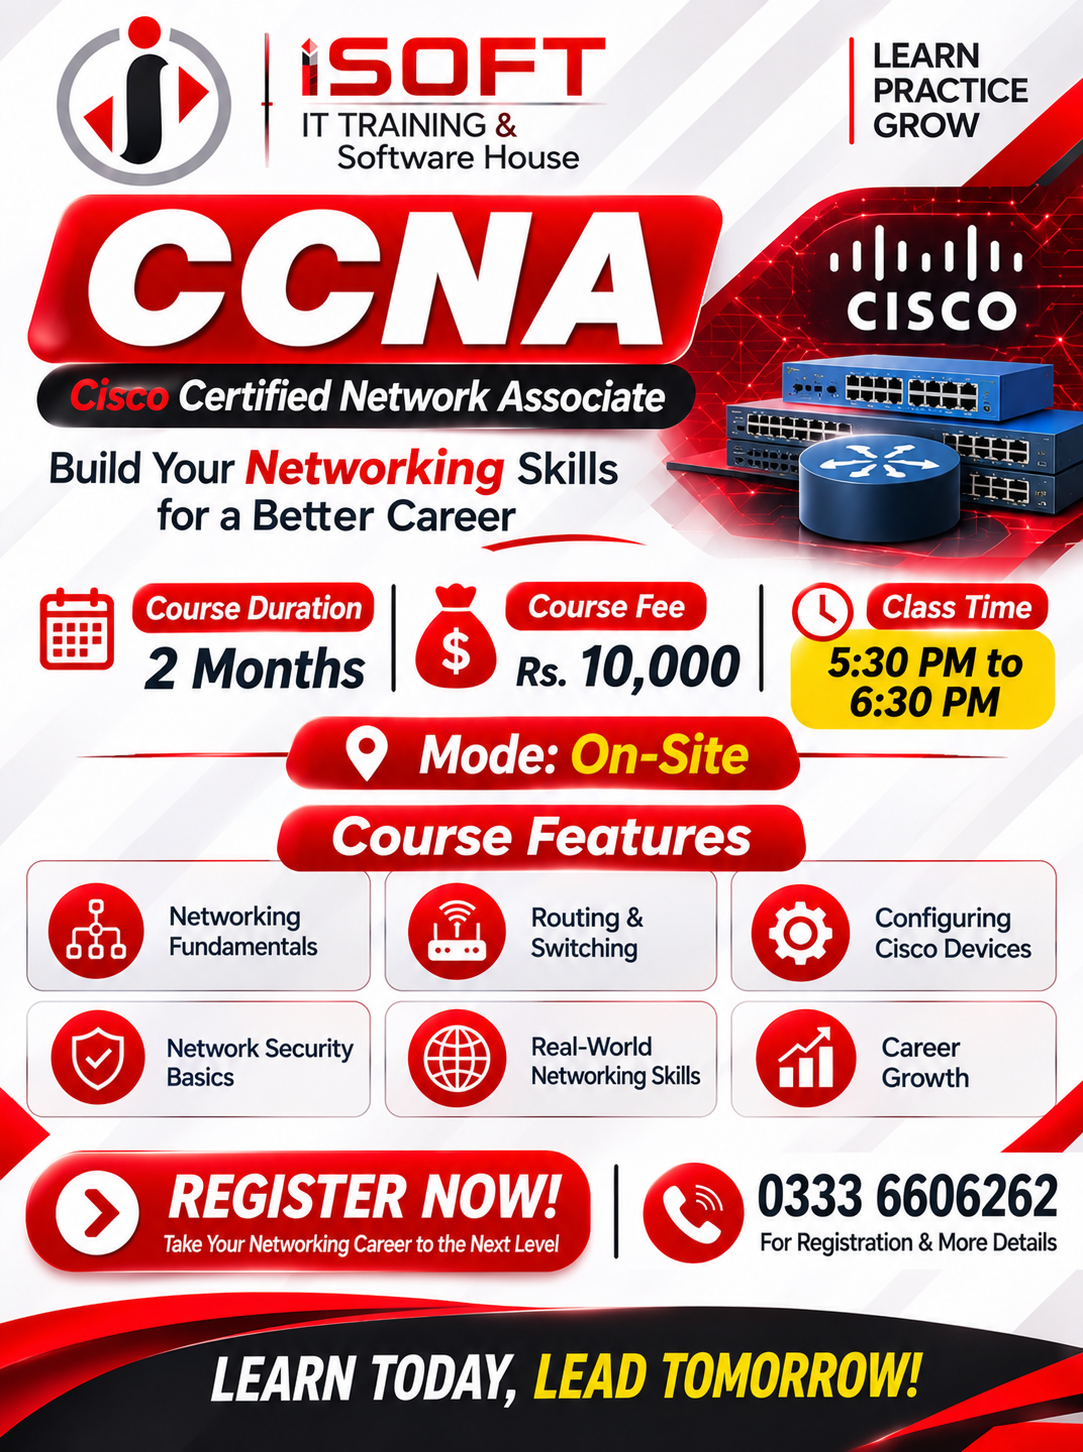 iSOFT
IT TRAINING &
Software House
LEARN
PRACTICE
GROW
CCNA
CISCO
Cisco Certified Network Associate
Build Your Networking Skills
for a Better Career
Course Duration
2 Months
Course Fee
Rs. 10,000
Class Time
5:30 PM to
6:30 PM
Mode: On-Site
Course Features
Networking
Fundamentals
Routing &
Switching
Configuring
Cisco Devices
Network Security
Basics
Real-World
Networking Skills
Career
Growth
REGISTER NOW!
Take Your Networking Career to the Next Level
0333 6606262
For Registration & More Details
LEARN TODAY, LEAD TOMORROW!